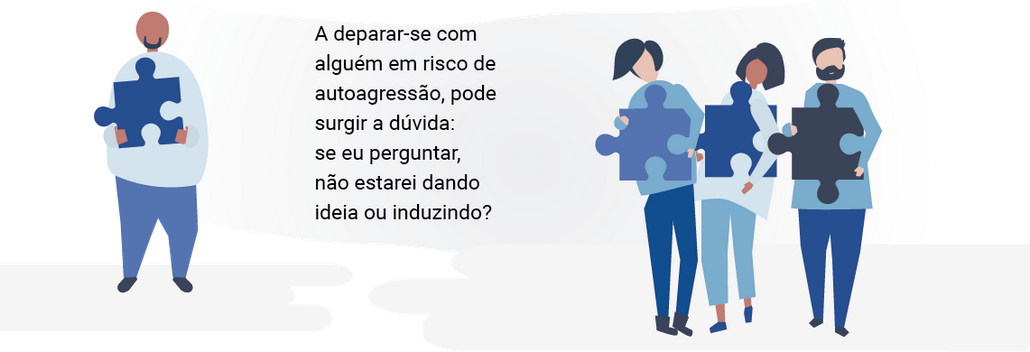 A deparar-se com
alguém em risco de
autoagressão, pode
surgir a dúvida:
se eu perguntar,
não estarei dando
ideia ou induzindo?